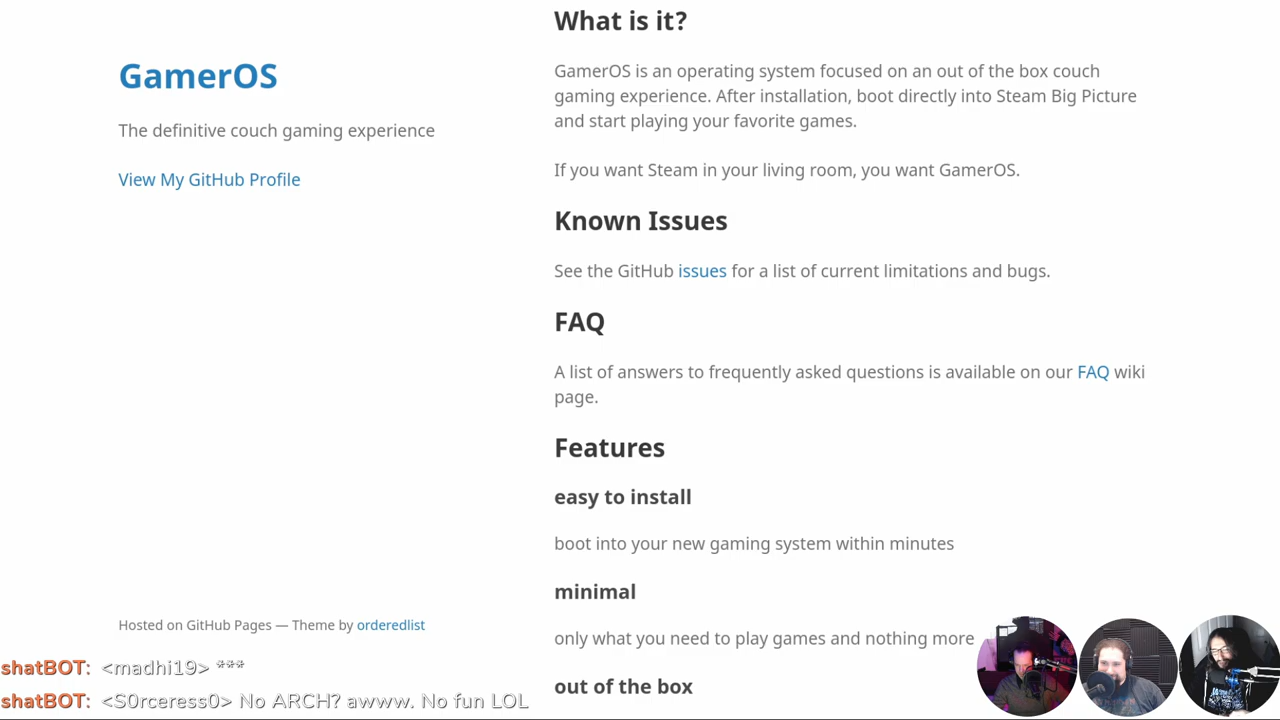 GamerOS
The definitive couch gaming experience
View My GitHub Profile
Hosted on GitHub Pages — Theme by orderedlist
What is it?
GamerOS is an operating system focused on an out of the box couch
gaming experience. After installation, boot directly into Steam Big Picture
and start playing your favorite games.
If you want Steam in your living room, you want GamerOS.
Known Issues
See the GitHub issues for a list of current limitations and bugs.
FAQ
A list of answers to frequently asked questions is available on our FAQ wiki
page.
Features
easy to install
boot into your new gaming system within minutes
minimal
only what you need to play games and nothing more
out of the box
shatBOT: <madhi19> ***
shatBOT: <S0rceress0> No ARCH? awww. No fun LOL